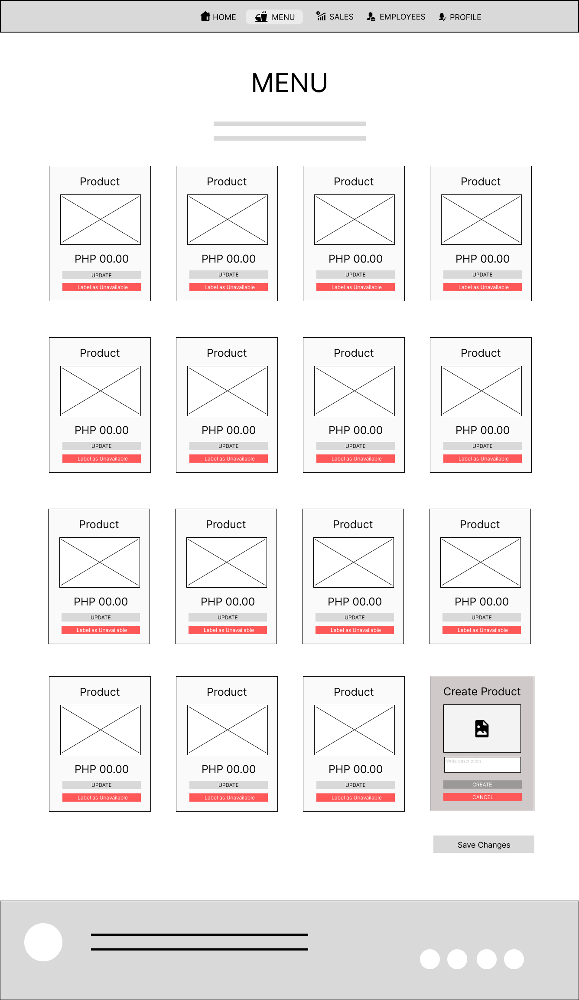 HOME MENU SALES EMPLOYEES PROFILE
MENU
Product Product Product Product
PHP 00.00 PHP 00.00 PHP 00.00 PHP 00.00
UPDATE UPDATE UPDATE UPDATE
Label as Unavailable Label as Unavailable Label as Unavailable Label as Unavailable
Product Product Product Product
PHP 00.00 PHP 00.00 PHP 00.00 PHP 00.00
UPDATE UPDATE UPDATE UPDATE
Label as Unavailable Label as Unavailable Label as Unavailable Label as Unavailable
Product Product Product Product
PHP 00.00 PHP 00.00 PHP 00.00 PHP 00.00
UPDATE UPDATE UPDATE UPDATE
Label as Unavailable Label as Unavailable Label as Unavailable Label as Unavailable
Product Product Product Create Product
Write description
PHP 00.00 PHP 00.00 PHP 00.00
UPDATE UPDATE UPDATE CREATE
Label as Unavailable Label as Unavailable Label as Unavailable CANCEL
Save Changes